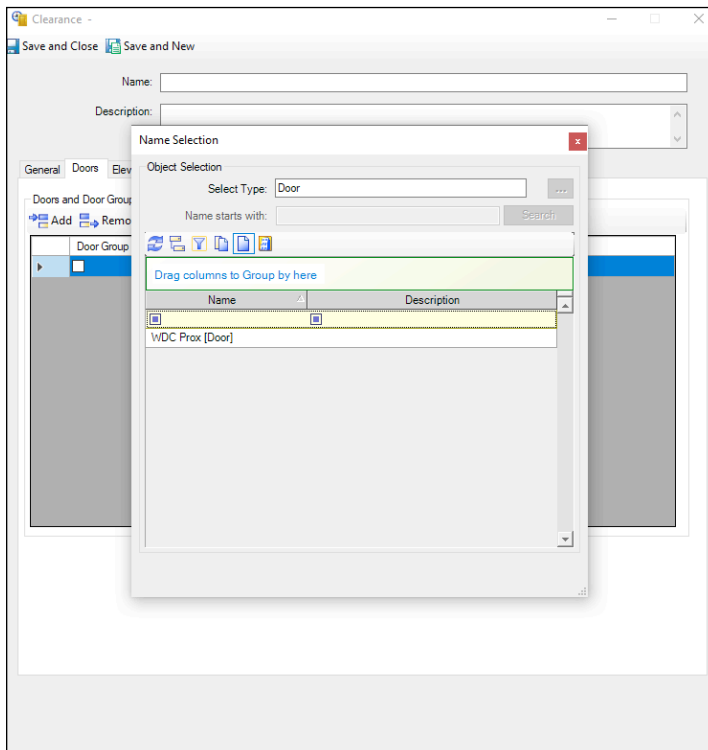 Clearance -
Save and Close Save and New
Name:
Description:
Name Selection
General Doors Elev
Object Selection
Select Type: Door ...
Name starts with: Search
Doors and Door Group
Add Remo
Door Group
Drag columns to Group by here
Name Description
WDC Prox [Door]